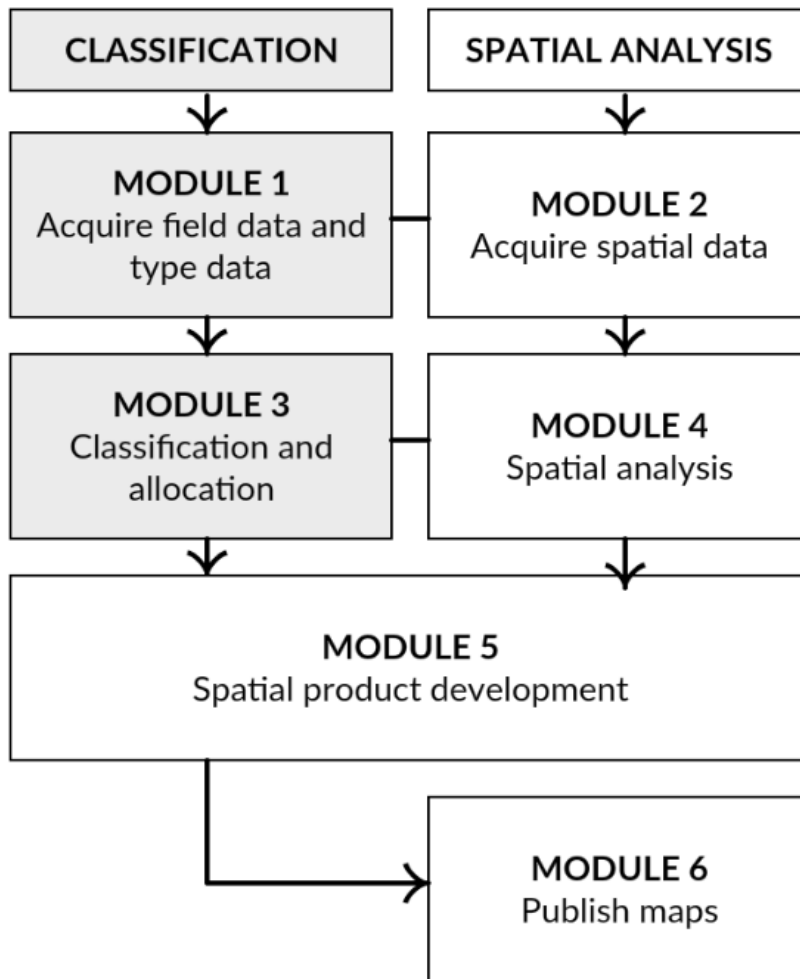 CLASSIFICATION
SPATIAL ANALYSIS
MODULE 1
Acquire field data and
type data
MODULE 2
Acquire spatial data
MODULE 3
Classification and
allocation
MODULE 4
Spatial analysis
MODULE 5
Spatial product development
MODULE 6
Publish maps